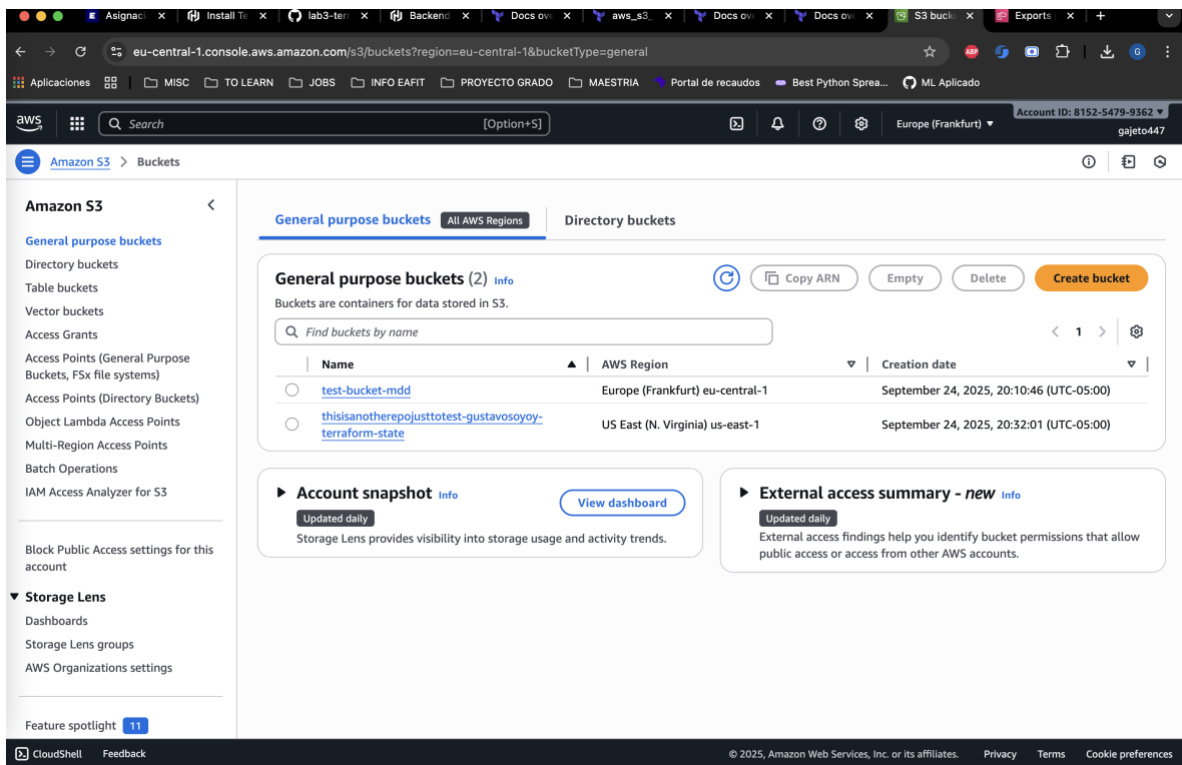 Asignaci
Install Te
lab3-terr
Backend
Docs ove
aws_s3_
Docs ov
Docs ov
S3 buck
Exports
eu-central-1.console.aws.amazon.com/s3/buckets?region=eu-central-1&bucketType=general
Aplicaciones MISC TO LEARN JOBS INFO EAFIT PROYECTO GRADO MAESTRIA Portal de recaudos Best Python Sprea... ML Aplicado
aws Search [Option+S] Europe (Frankfurt) Account ID: 8152-5479-9362
gajeto447
Amazon S3 > Buckets
Amazon S3
General purpose buckets
Directory buckets
Table buckets
Vector buckets
Access Grants
Access Points (General Purpose
Buckets, FSx file systems)
Access Points (Directory Buckets)
Object Lambda Access Points
Multi-Region Access Points
Batch Operations
IAM Access Analyzer for S3
Block Public Access settings for this
account
Storage Lens
Dashboards
Storage Lens groups
AWS Organizations settings
Feature spotlight 11
General purpose buckets All AWS Regions Directory buckets
General purpose buckets (2) Info Copy ARN Empty Delete Create bucket
Buckets are containers for data stored in S3.
Find buckets by name 1
Name AWS Region Creation date
test-bucket-mdd Europe (Frankfurt) eu-central-1 September 24, 2025, 20:10:46 (UTC-05:00)
thisisanotherepojusttotest-gustavosoyoy-
terraform-state US East (N. Virginia) us-east-1 September 24, 2025, 20:32:01 (UTC-05:00)
Account snapshot Info View dashboard
Updated daily
Storage Lens provides visibility into storage usage and activity trends.
External access summary - new Info
Updated daily
External access findings help you identify bucket permissions that allow
public access or access from other AWS accounts.
CloudShell Feedback © 2025, Amazon Web Services, Inc. or its affiliates. Privacy Terms Cookie preferences